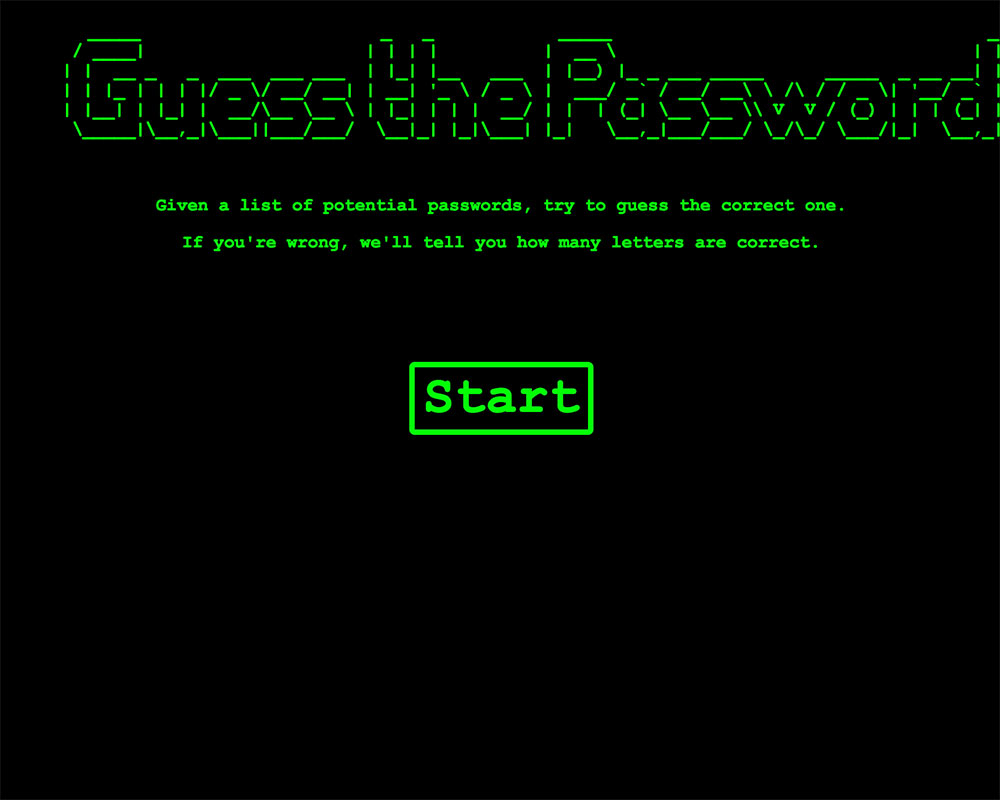 Guess the Password
Given a list of potential passwords, try to guess the correct one.
If you're wrong, we'll tell you how many letters are correct.
Start